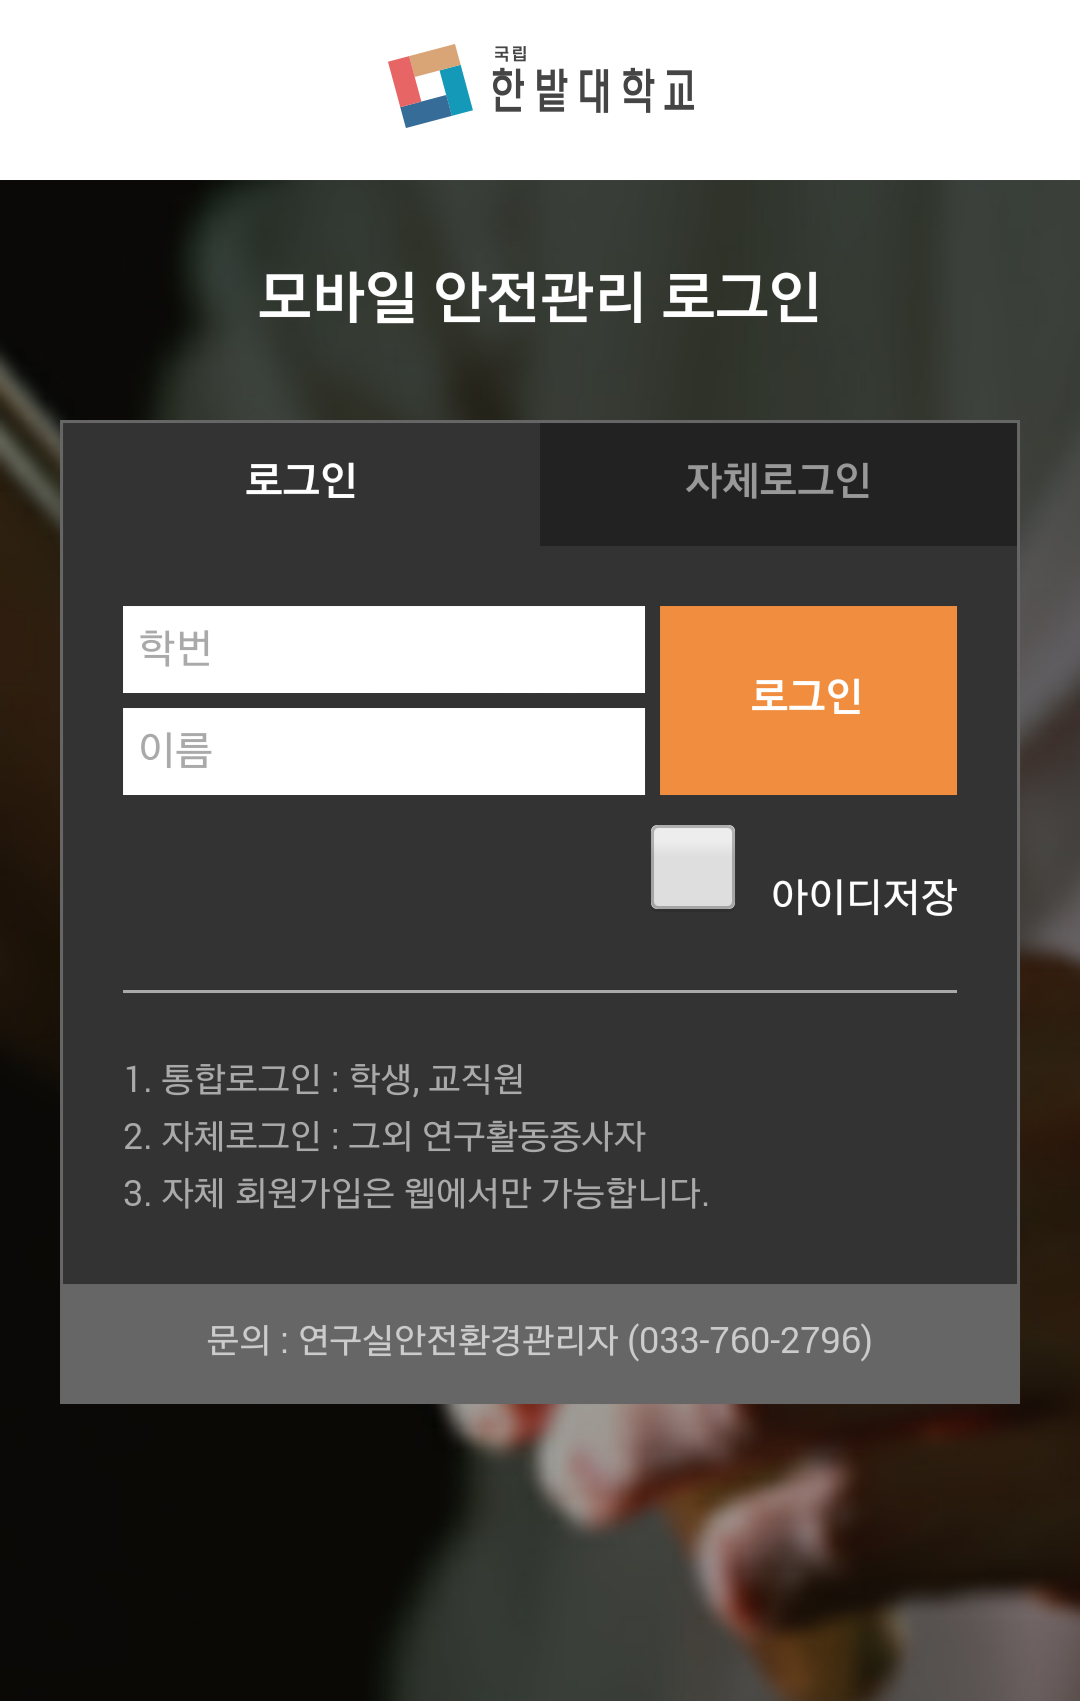 국립
한밭대학교
모바일 안전관리 로그인
로그인
자체로그인
학번
로그인
이름
아이디저장
1. 통합로그인 : 학생, 교직원
2. 자체로그인 : 그외 연구활동종사자
3. 자체 회원가입은 웹에서만 가능합니다.
문의 : 연구실안전환경관리자 (033-760-2796)